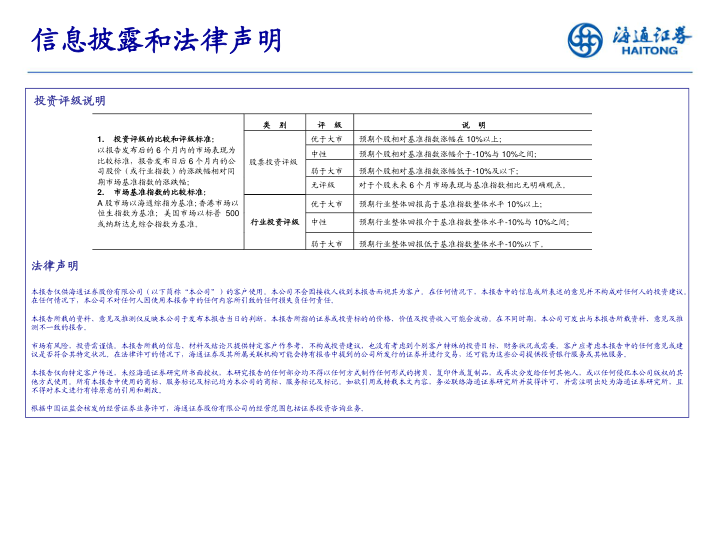 信息披露和法律声明
海通证券
HAITONG
投资评级说明
类 别 评 级 说 明
1. 投资评级的比较和评级标准：
以报告发布后的 6 个月内的市场表现为
比较标准，报告发布日后 6 个月内的公
司股价（或行业指数）的涨跌幅相对同
期市场基准指数的涨跌幅；
2. 市场基准指数的比较标准：
A 股市场以海通综指为基准；香港市场以
恒生指数为基准；美国市场以标普 500
或纳斯达克综合指数为基准。
股票投资评级
优于大市 预期个股相对基准指数涨幅在 10%以上；
中性 预期个股相对基准指数涨幅介于-10%与 10%之间；
弱于大市 预期个股相对基准指数涨幅低于-10%及以下；
无评级 对于个股未来 6 个月市场表现与基准指数相比无明确观点。
行业投资评级
优于大市 预期行业整体回报高于基准指数整体水平 10%以上；
中性 预期行业整体回报介于基准指数整体水平-10%与 10%之间；
弱于大市 预期行业整体回报低于基准指数整体水平-10%以下。
法律声明
本报告仅供海通证券股份有限公司（以下简称“本公司”）的客户使用。本公司不会因接收人收到本报告而视其为客户。在任何情况下，本报告中的信息或所表述的意见并不构成对任何人的投资建议。
在任何情况下，本公司不对任何人因使用本报告中的任何内容所引致的任何损失负任何责任。
本报告所载的资料、意见及推测仅反映本公司于发布本报告当日的判断，本报告所指的证券或投资标的的价格、价值及投资收入可能会波动。在不同时期，本公司可发出与本报告所载资料、意见及推
测不一致的报告。
市场有风险，投资需谨慎。本报告所载的信息、材料及结论只提供特定客户作参考，不构成投资建议，也没有考虑到个别客户特殊的投资目标、财务状况或需要。客户应考虑本报告中的任何意见或建
议是否符合其特定状况。在法律许可的情况下，海通证券及其所属关联机构可能会持有报告中提到的公司所发行的证券并进行交易，还可能为这些公司提供投资银行服务或其他服务。
本报告仅向特定客户传送，未经海通证券研究所书面授权，本研究报告的任何部分均不得以任何方式制作任何形式的拷贝、复印件或复制品，或再次分发给任何其他人，或以任何侵犯本公司版权的其
他方式使用。所有本报告中使用的商标、服务标记及标记均为本公司的商标、服务标记及标记。如欲引用或转载本文内容，务必联络海通证券研究所并获得许可，并需注明出处为海通证券研究所，且
不得对本文进行有悖原意的引用和删改。
根据中国证监会核发的经营证券业务许可，海通证券股份有限公司的经营范围包括证券投资咨询业务。